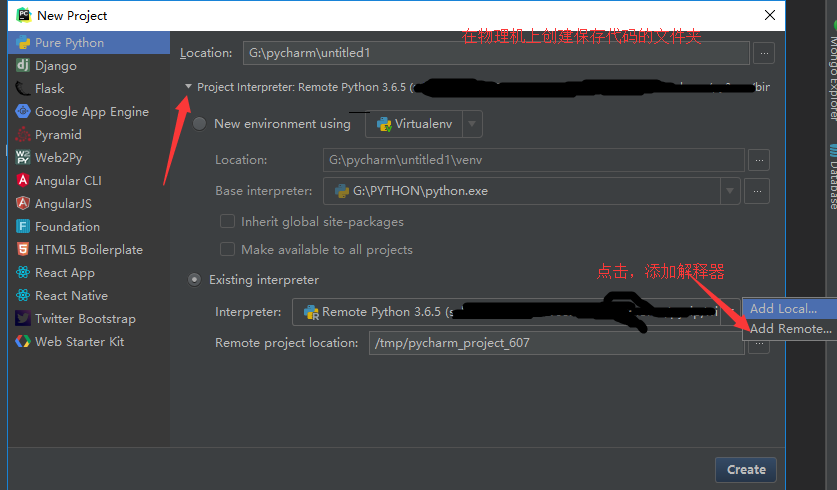 New Project
在物理机上创建保存代码的文件夹
Pure Python
Django
Flask
Google App Engine
Pyramid
Web2Py
Angular CLI
AngularJS
Foundation
HTML5 Boilerplate
React App
React Native
Twitter Bootstrap
Web Starter Kit
Location: G:\pycharm\untitled1 ...
Project Interpreter: Remote Python 3.6.5 ( bin
New environment using Virtualenv
Location: G:\pycharm\untitled1\venv ...
Base interpreter: G:\PYTHON\python.exe ...
Inherit global site-packages
Make available to all projects
点击，添加解释器
Existing interpreter
Interpreter: Remote Python 3.6.5 (
Add Local...
Add Remote...
Remote project location: /tmp/pycharm_project_607 ...
Create
Mongo Explorer
Database